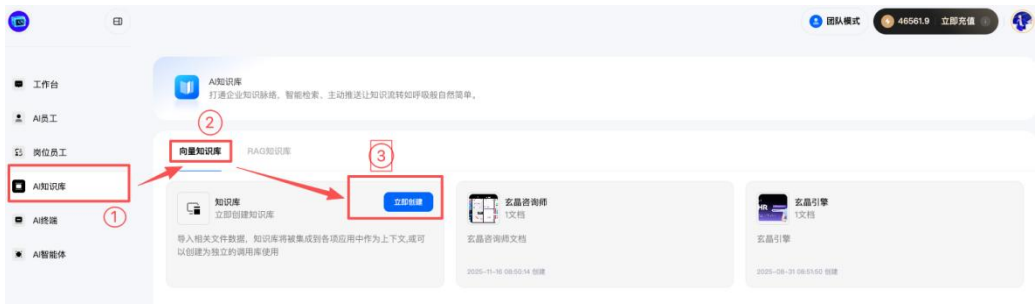 团队模式
46561.9 立即充值
工作台
AI员工
岗位员工
AI知识库
AI终端
AI智能体
①
AI知识库
打通企业知识脉络，智能检索、主动推送让知识流转如呼吸般自然简单。
②
向量知识库 RAG知识库
③
知识库
立即创建知识库
立即创建
导入相关文件数据，知识库将被集成到各项应用中作为上下文,或可
以创建为独立的调用库使用
玄晶咨询师
1文档
玄晶咨询师文档
2025-11-16 08:50:14 创建
HR
玄晶引擎
1文档
玄晶引擎
2025-08-31 08:51:50 创建